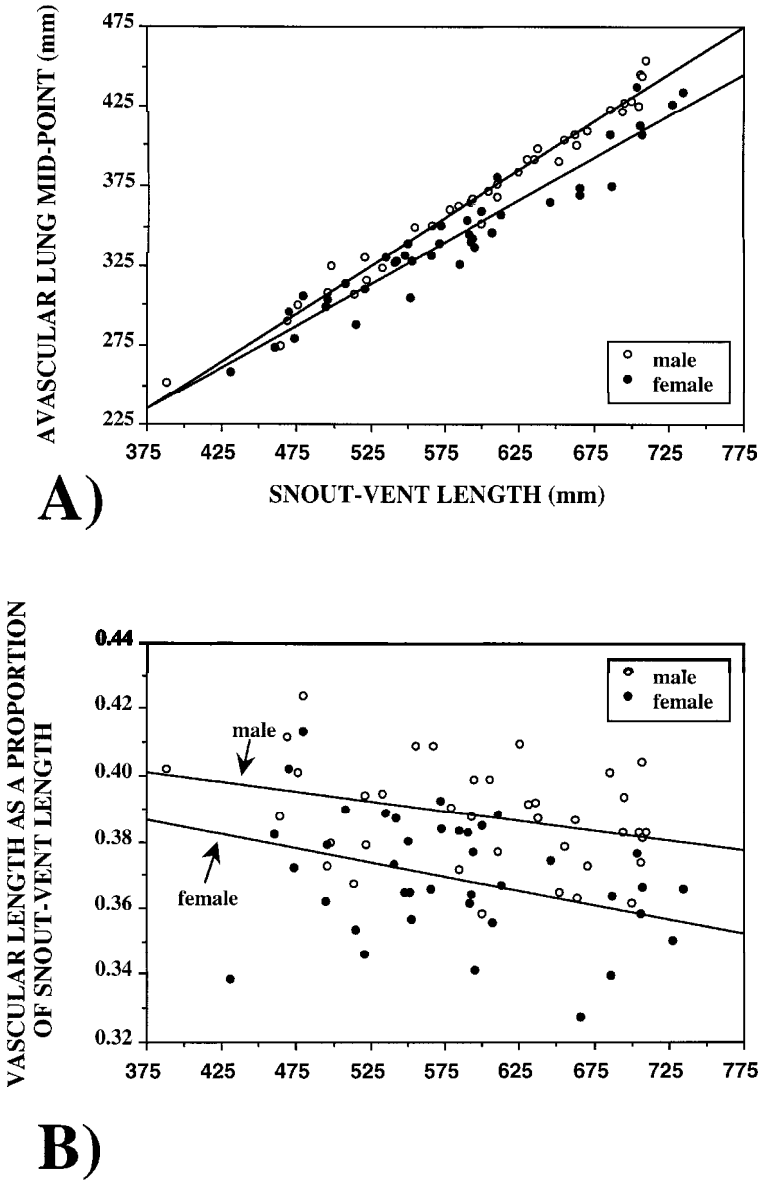 AVASCULAR LUNG MID-POINT (mm)
475
425
375
325
275
225
male
female
375 425 475 525 575 625 675 725 775
SNOUT-VENT LENGTH (mm)
A)
VASCULAR LENGTH AS A PROPORTION
OF SNOUT-VENT LENGTH
0.44
0.42
0.40
0.38
0.36
0.34
0.32
male
female
male
female
375 425 475 525 575 625 675 725 775
B)